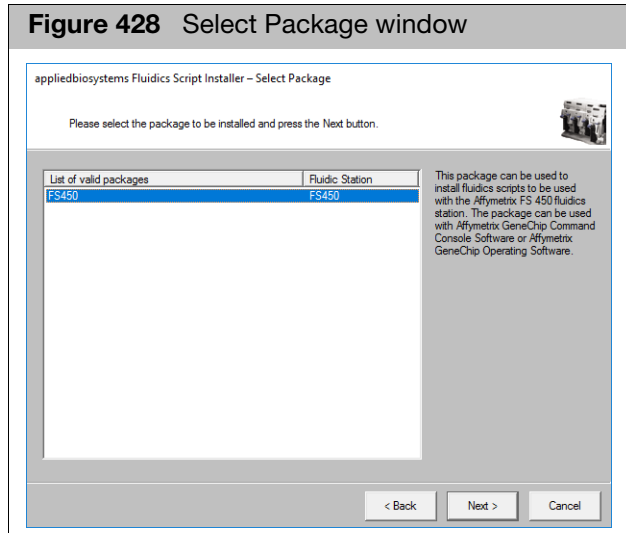 Figure 428 Select Package window
appliedbiosystems Fluidics Script Installer – Select Package
Please select the package to be installed and press the Next button.
List of valid packages Fluidic Station
FS450 FS450
This package can be used to
install fluidics scripts to be used
with the Affymetrix FS 450 fluidics
station. The package can be used
with Affymetrix GeneChip Command
Console Software or Affymetrix
GeneChip Operating Software.
< Back Next > Cancel